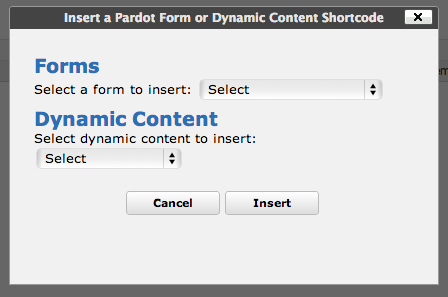 Insert a Pardot Form or Dynamic Content Shortcode
Forms
Select a form to insert: Select
Dynamic Content
Select dynamic content to insert:
Select
Cancel Insert